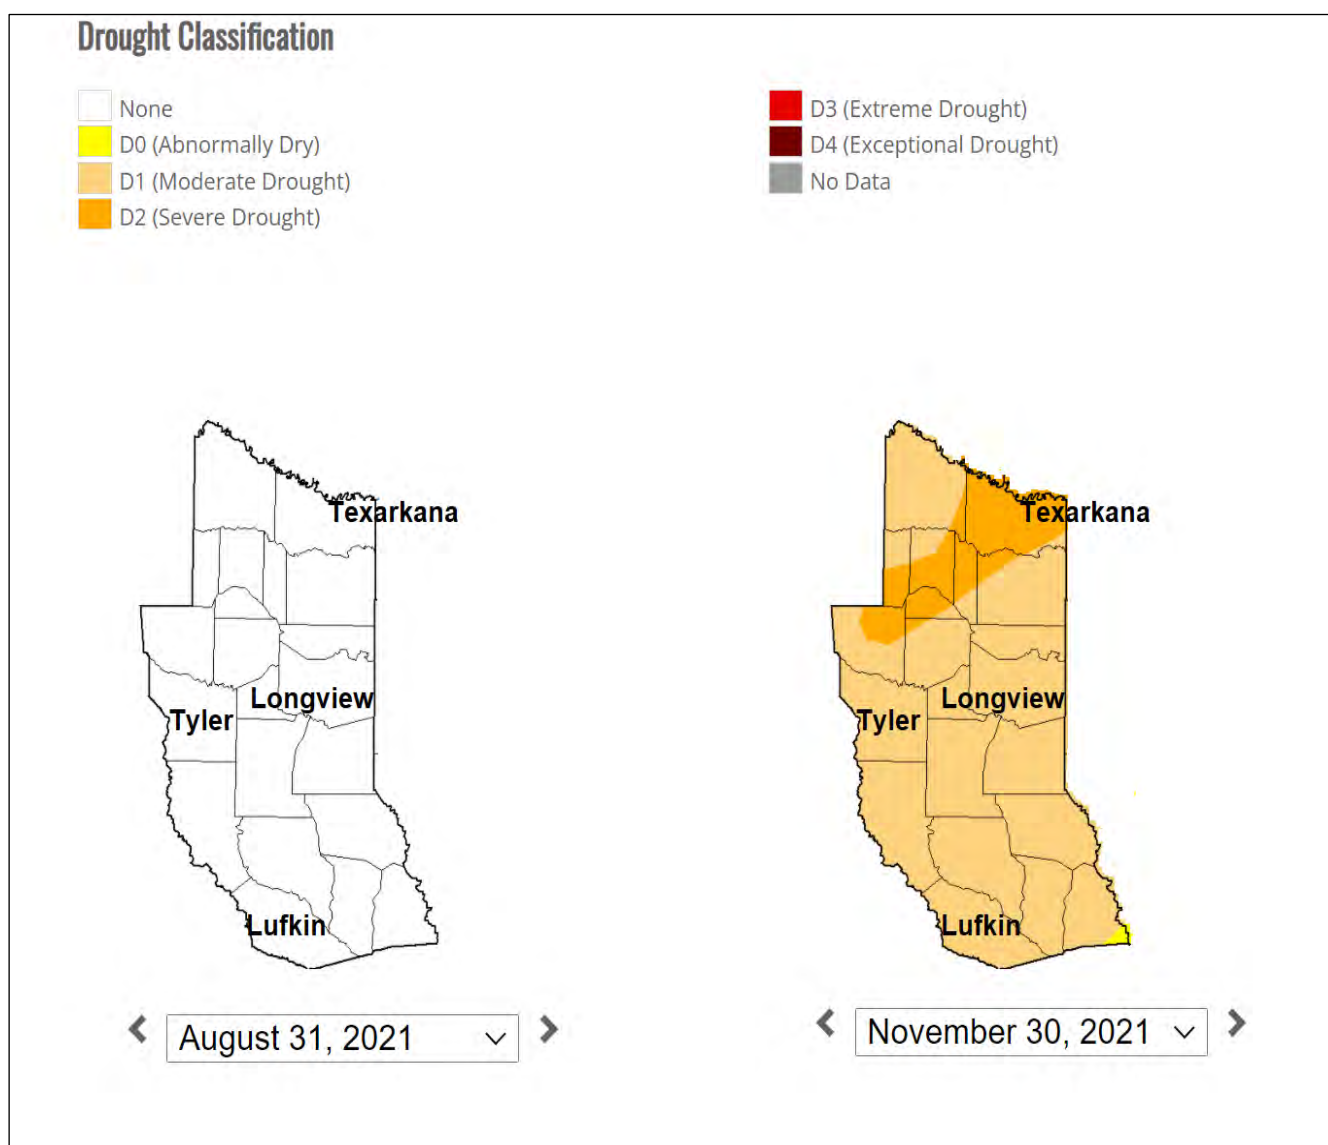 Drought Classification
None
D0 (Abnormally Dry)
D1 (Moderate Drought)
D2 (Severe Drought)
D3 (Extreme Drought)
D4 (Exceptional Drought)
No Data
Texarkana
Longview
Tyler
Lufkin
August 31, 2021
Texarkana
Longview
Tyler
Lufkin
November 30, 2021